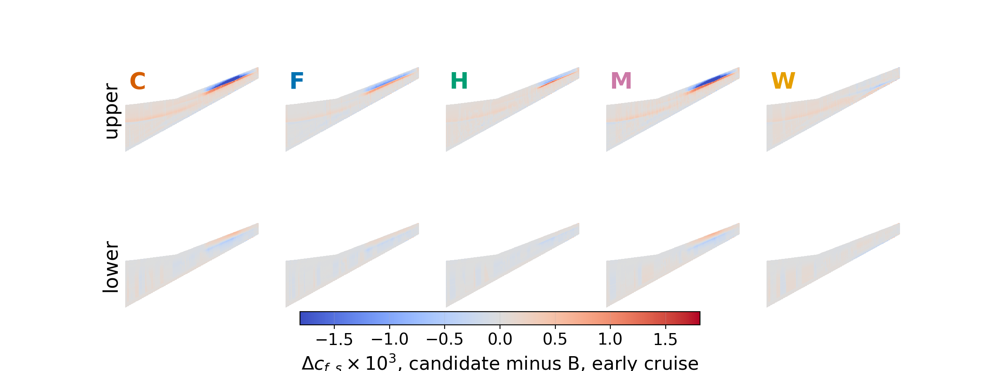 C F H M W
upper
lower
−1.5 −1.0 −0.5 0.0 0.5 1.0 1.5
Δc_{f s} × 10³, candidate minus B, early cruise